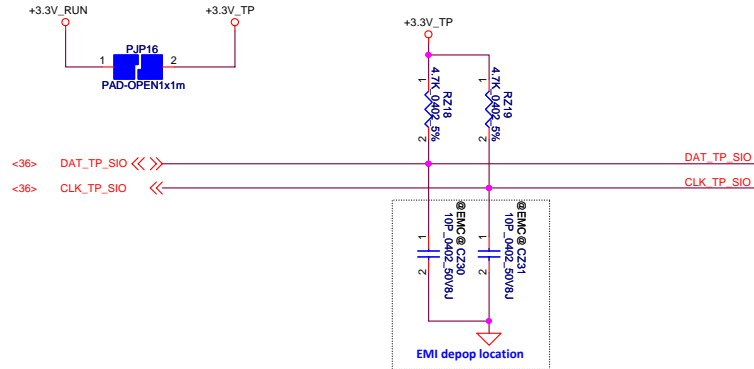 +3.3V_RUN
+3.3V_TP
PJP16
1
2
PAD-OPEN1x1m
+3.3V_TP
1
4.7K_0402_5%
RZ18
2
1
4.7K_0402_5%
RZ19
2
<36>
DAT_TP_SIO
DAT_TP_SIO
<36>
CLK_TP_SIO
CLK_TP_SIO
1
@EMC@ CZ30
10P_0402_50V8J
2
1
@EMC@ CZ31
10P_0402_50V8J
2
EMI depop location